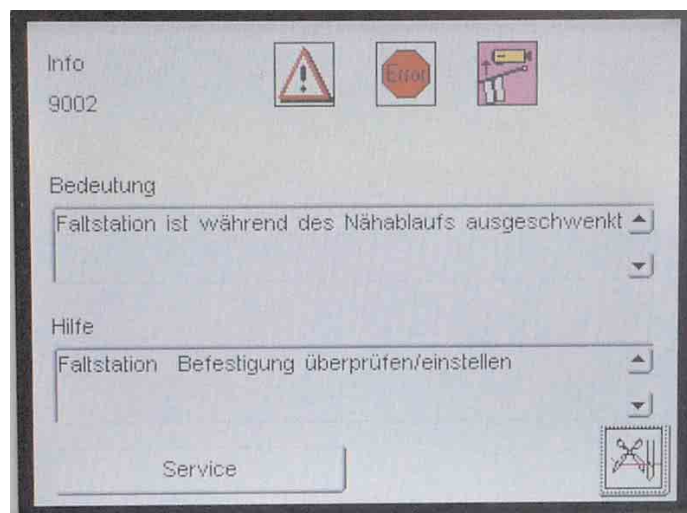 Info
Error
9002
Bedeutung
Faltstation ist während des Nähablaufs ausgeschwenkt
Hilfe
Faltstation Befestigung überprüfen/einstellen
Service